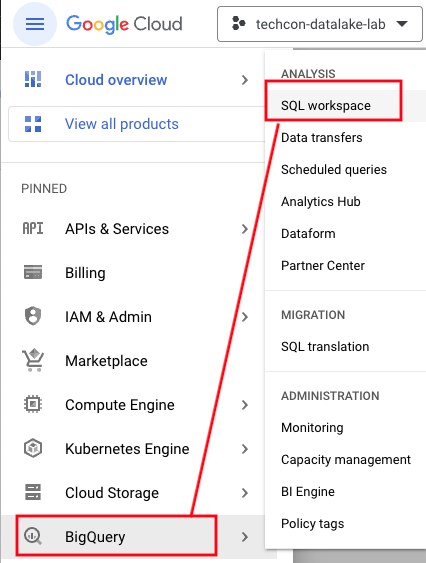 Google Cloud
techcon-datalake-lab
Cloud overview
View all products
PINNED
API APIs & Services
Billing
IAM & Admin
Marketplace
Compute Engine
Kubernetes Engine
Cloud Storage
BigQuery
ANALYSIS
SQL workspace
Data transfers
Scheduled queries
Analytics Hub
Dataform
Partner Center
MIGRATION
SQL translation
ADMINISTRATION
Monitoring
Capacity management
BI Engine
Policy tags